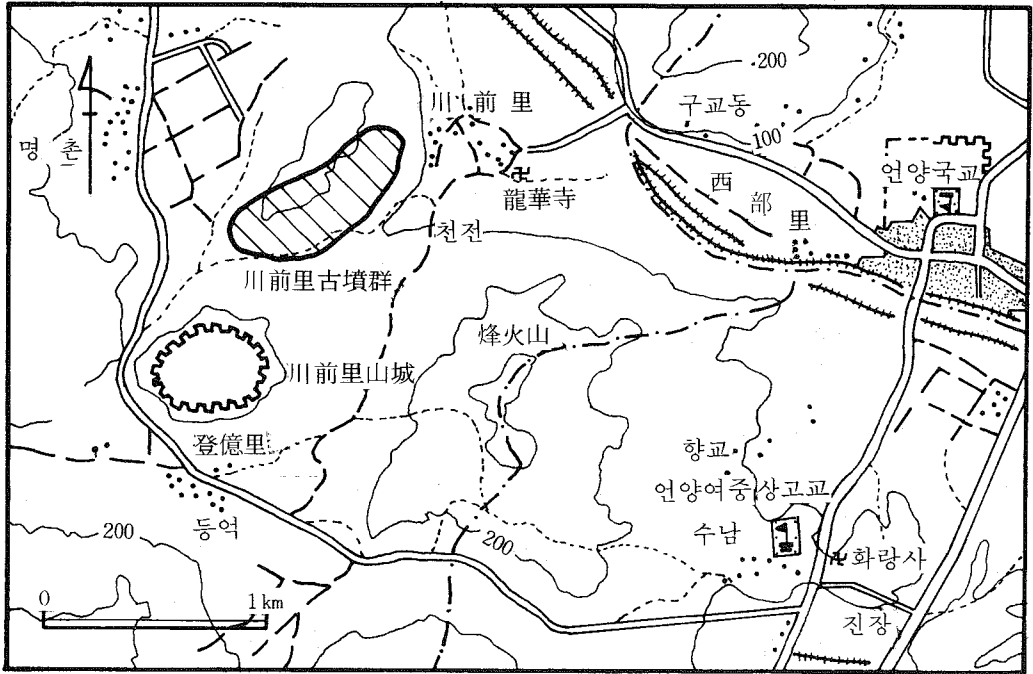 200
川前里
구교동
명촌
100
언양국교
西部里
龍華寺
천전
川前里古墳群
烽火山
川前里山城
登億里
향교
언양여중상고교
등억
200
200
수남
화랑사
0 1km
진장